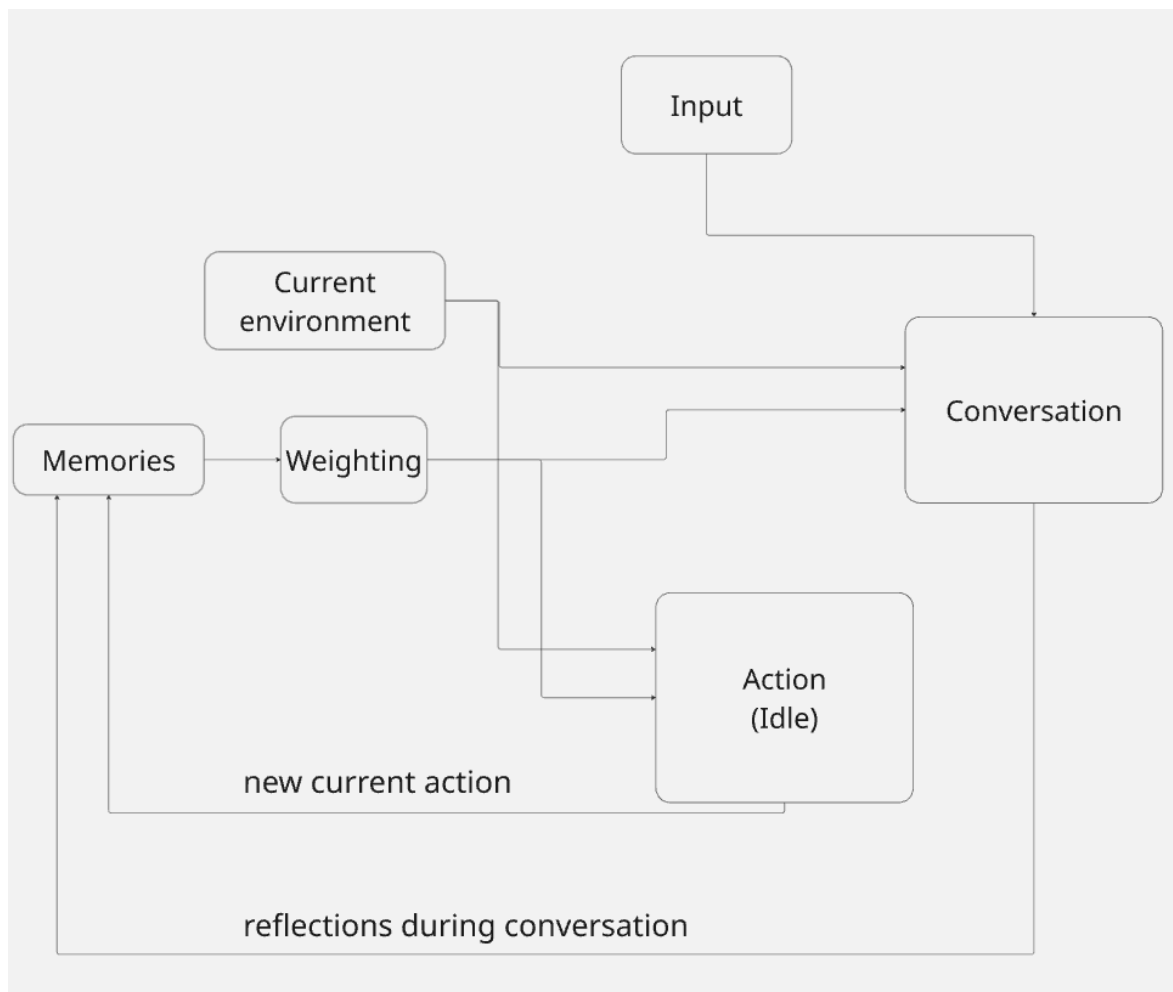 Input
Current
environment
Conversation
Memories
Weighting
Action
(Idle)
new current action
reflections during conversation